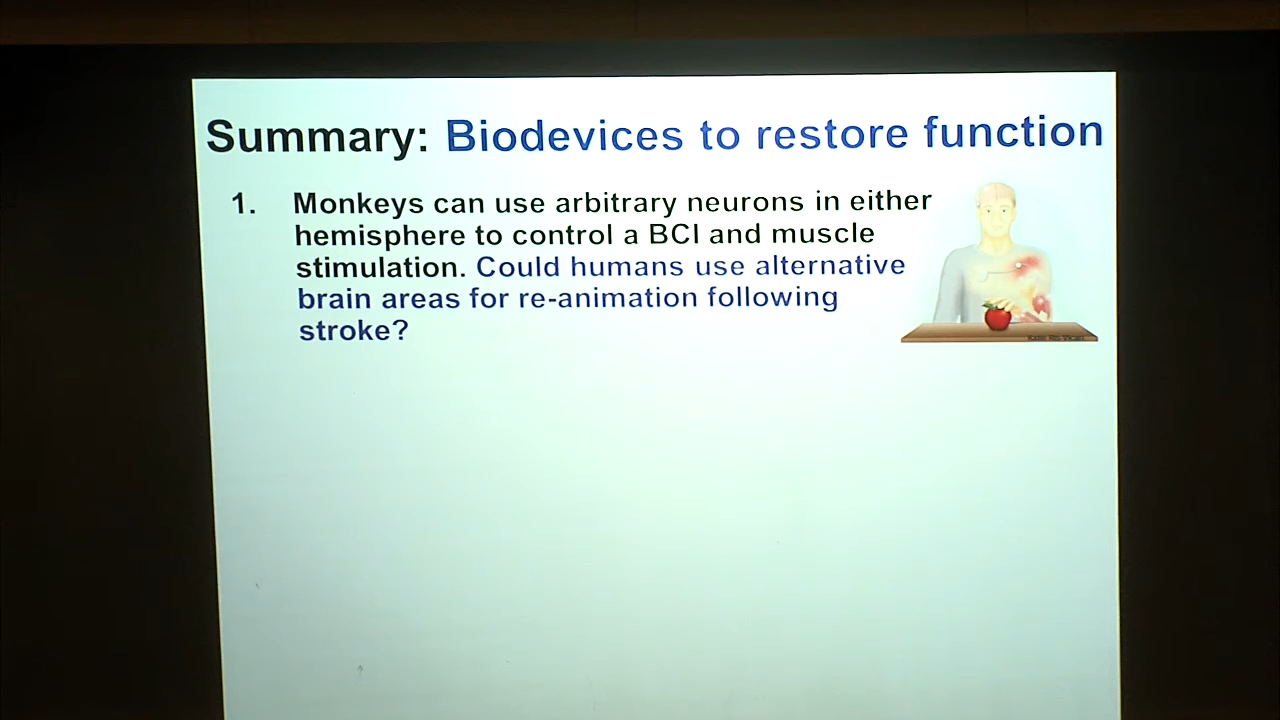 Summary: Biodevices to restore function
1. Monkeys can use arbitrary neurons in either
hemisphere to control a BCI and muscle
stimulation. Could humans use alternative
brain areas for re-animation following
stroke?